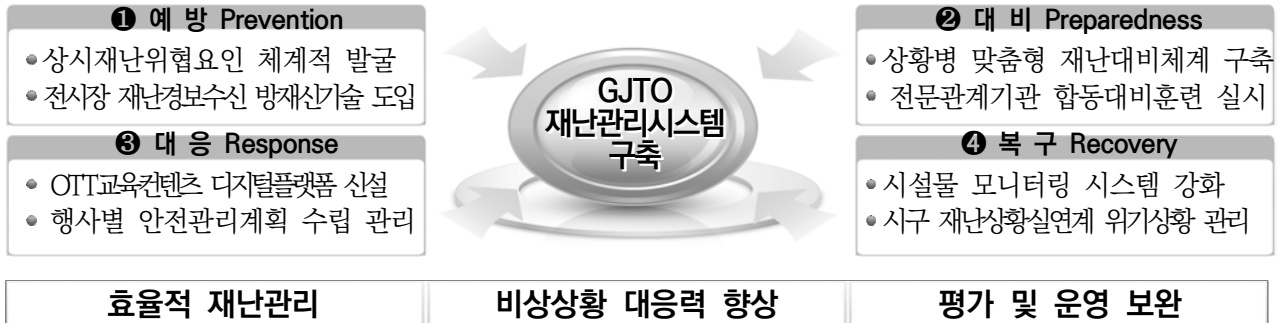 ❶ 예 방 Prevention
상시재난위협요인 체계적 발굴
전시장 재난경보수신 방재신기술 도입
❷ 대 비 Preparedness
상황병 맞춤형 재난대비체계 구축
전문관계기관 합동대비훈련 실시
GJTO
재난관리시스템
구축
❸ 대 응 Response
OTT교육컨텐츠 디지털플랫폼 신설
행사별 안전관리계획 수립 관리
❹ 복 구 Recovery
시설물 모니터링 시스템 강화
시구 재난상황실연계 위기상황 관리
효율적 재난관리
비상상황 대응력 향상
평가 및 운영 보완